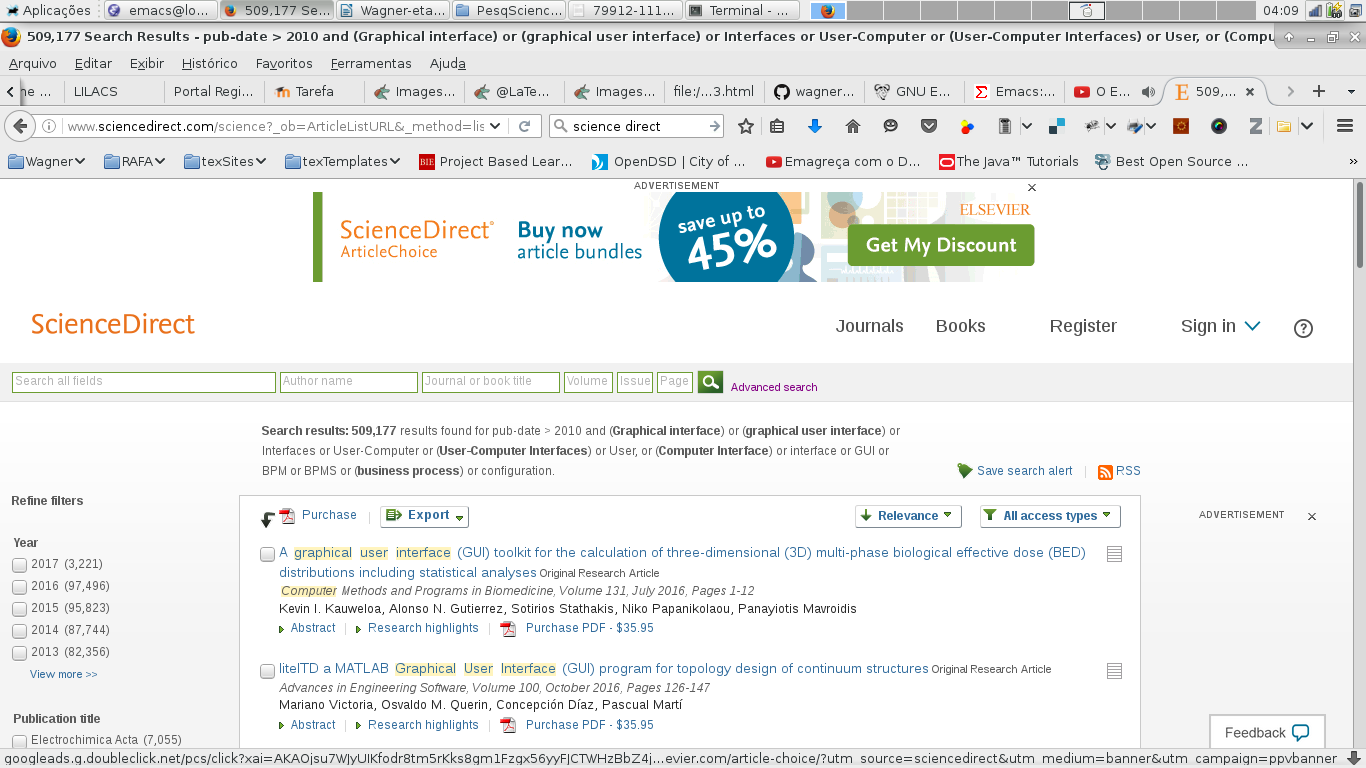 Aplicações emacs@lo... 509,177 Se... Wagner-eta... PesqScienc... 79912-111... Terminal - ... 04:09
509,177 Search Results - pub-date > 2010 and (Graphical interface) or (graphical user interface) or Interfaces or User-Computer or (User-Computer Interfaces) or User, or (Compu
Arquivo Editar Exibir Histórico Favoritos Ferramentas Ajuda
ne ... LILACS Portal Regi... Tarefa Images... @LaTe... Images... file:/...3.html wagner... GNU E... Emacs:... O E... 509,...
www.sciencedirect.com/science?_ob=ArticleListURL&_method=lis science direct
Wagner RAFA texSites texTemplates Project Based Lear... OpenDSD | City of ... Emagreça com o D... The Java™ Tutorials Best Open Source ...
ADVERTISEMENT
ScienceDirect®
ArticleChoice
Buy now
article bundles
save up to
45%
ELSEVIER
Get My Discount
ScienceDirect
Journals Books Register Sign in
Search all fields Author name Journal or book title Volume Issue Page Advanced search
Search results: 509,177 results found for pub-date > 2010 and (Graphical interface) or (graphical user interface) or
Interfaces or User-Computer or (User-Computer Interfaces) or User, or (Computer Interface) or interface or GUI or
BPM or BPMS or (business process) or configuration.
Save search alert RSS
Refine filters
Purchase Export Relevance All access types
ADVERTISEMENT
Year
2017 (3,221)
2016 (97,496)
2015 (95,823)
2014 (87,744)
2013 (82,356)
View more >>
Publication title
Electrochimica Acta (7,055)
A graphical user interface (GUI) toolkit for the calculation of three-dimensional (3D) multi-phase biological effective dose (BED)
distributions including statistical analyses Original Research Article
Computer Methods and Programs in Biomedicine, Volume 131, July 2016, Pages 1-12
Kevin I. Kauweloa, Alonso N. Gutierrez, Sotirios Stathakis, Niko Papanikolaou, Panayiotis Mavroidis
Abstract Research highlights Purchase PDF - $35.95
liteITD a MATLAB Graphical User Interface (GUI) program for topology design of continuum structures Original Research Article
Advances in Engineering Software, Volume 100, October 2016, Pages 126-147
Mariano Victoria, Osvaldo M. Querin, Concepción Díaz, Pascual Martí
Abstract Research highlights Purchase PDF - $35.95
Feedback
googleads.g.doubleclick.net/pcs/click?xai=AKAOjsu7WJyUIKfodr8tm5rKks8gm1Fzgx56yyFJCTWHzBbZ4j...evier.com/article-choice/?utm_source=sciencedirect&utm_medium=banner&utm_campaign=ppvbanner